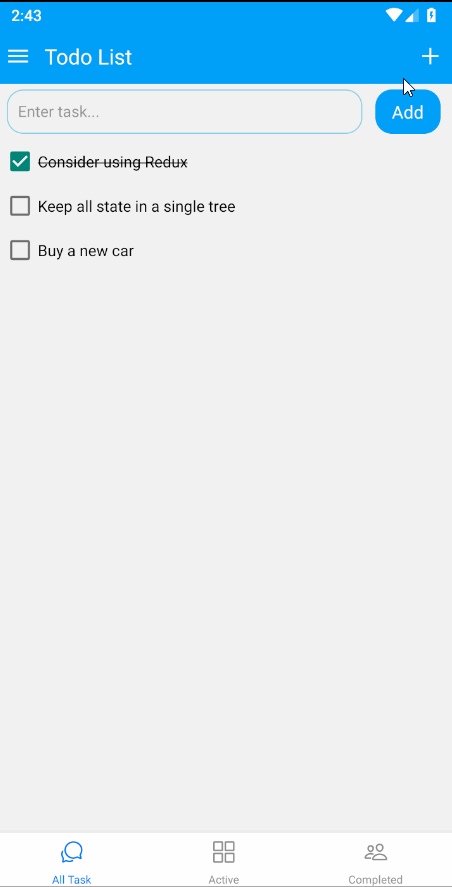 2:43
Todo List
Enter task...
Add
Consider using Redux
Keep all state in a single tree
Buy a new car
All Task
Active
Completed